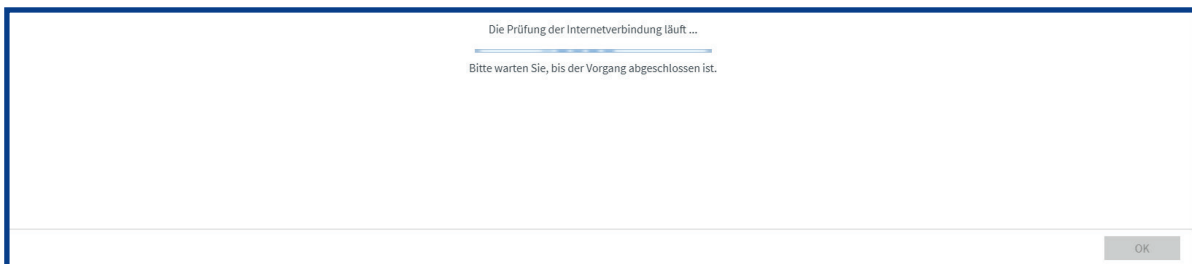 Die Prüfung der Internetverbindung läuft ...
Bitte warten Sie, bis der Vorgang abgeschlossen ist.
OK